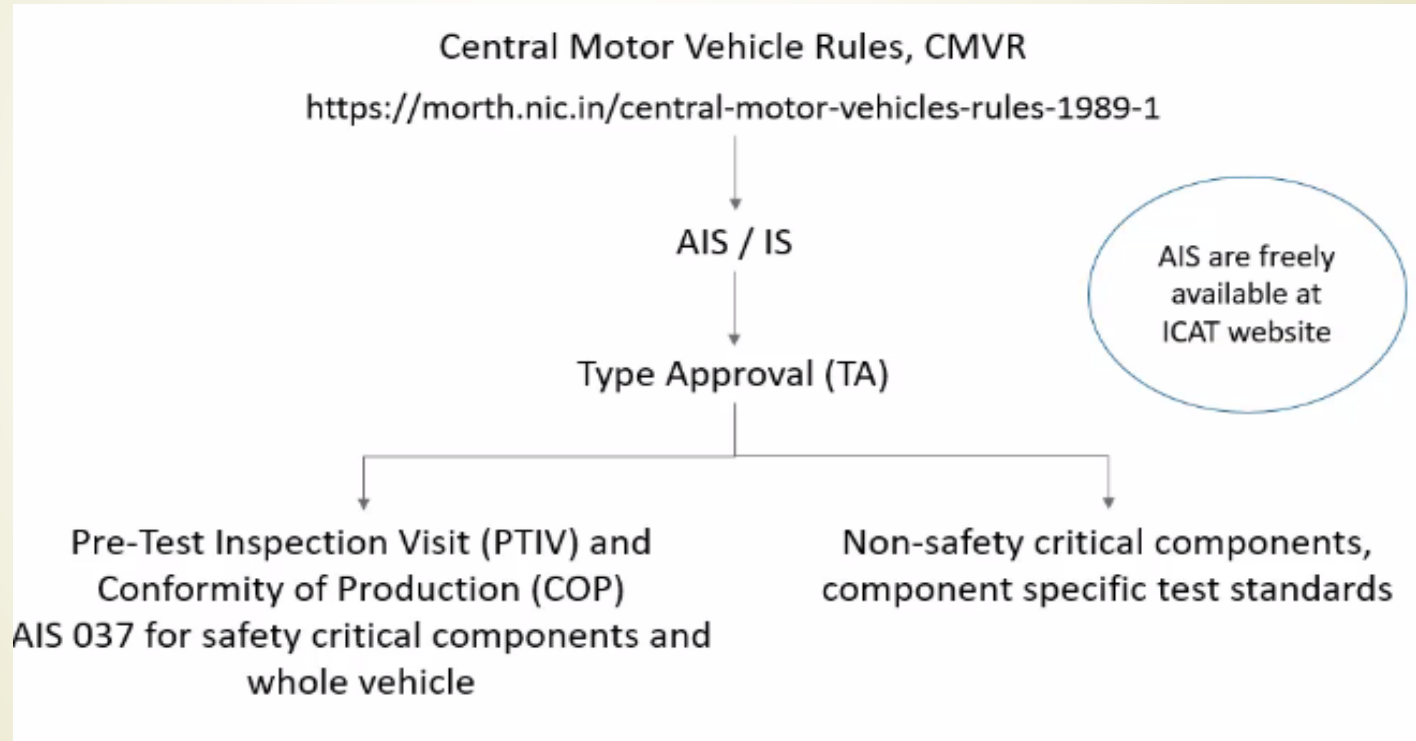 Central Motor Vehicle Rules, CMVR
https://morth.nic.in/central-motor-vehicles-rules-1989-1
AIS / IS
AIS are freely
available at
ICAT website
Type Approval (TA)
Pre-Test Inspection Visit (PTIV) and
Conformity of Production (COP)
AIS 037 for safety critical components and
whole vehicle
Non-safety critical components,
component specific test standards